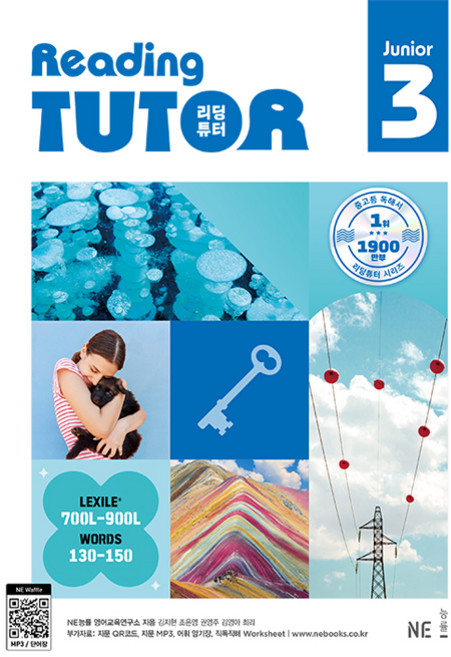 Reading
TUTOR
리딩
튜터
Junior
3
중고등 독해서
1위
★★★
1900
만부
리딩튜터 시리즈
LEXILE®
700L-900L
WORDS
130-150
NE Waffle
MP3 / 단어장
NE능률 영어교육연구소 지음 김지현 조은영 권영주 김영아 최리
부가자료: 지문 QR코드, 지문 MP3, 어휘 암기장, 직독직해 Worksheet | www.nebooks.co.kr
NE 능률